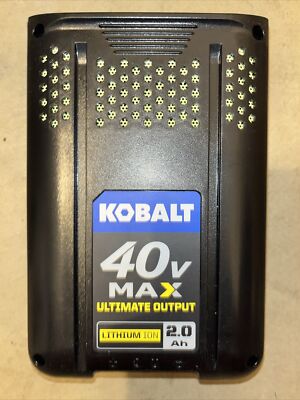 KOBALT
40v
MAX
ULTIMATE OUTPUT
LITHIUM ION 2.0
Ah